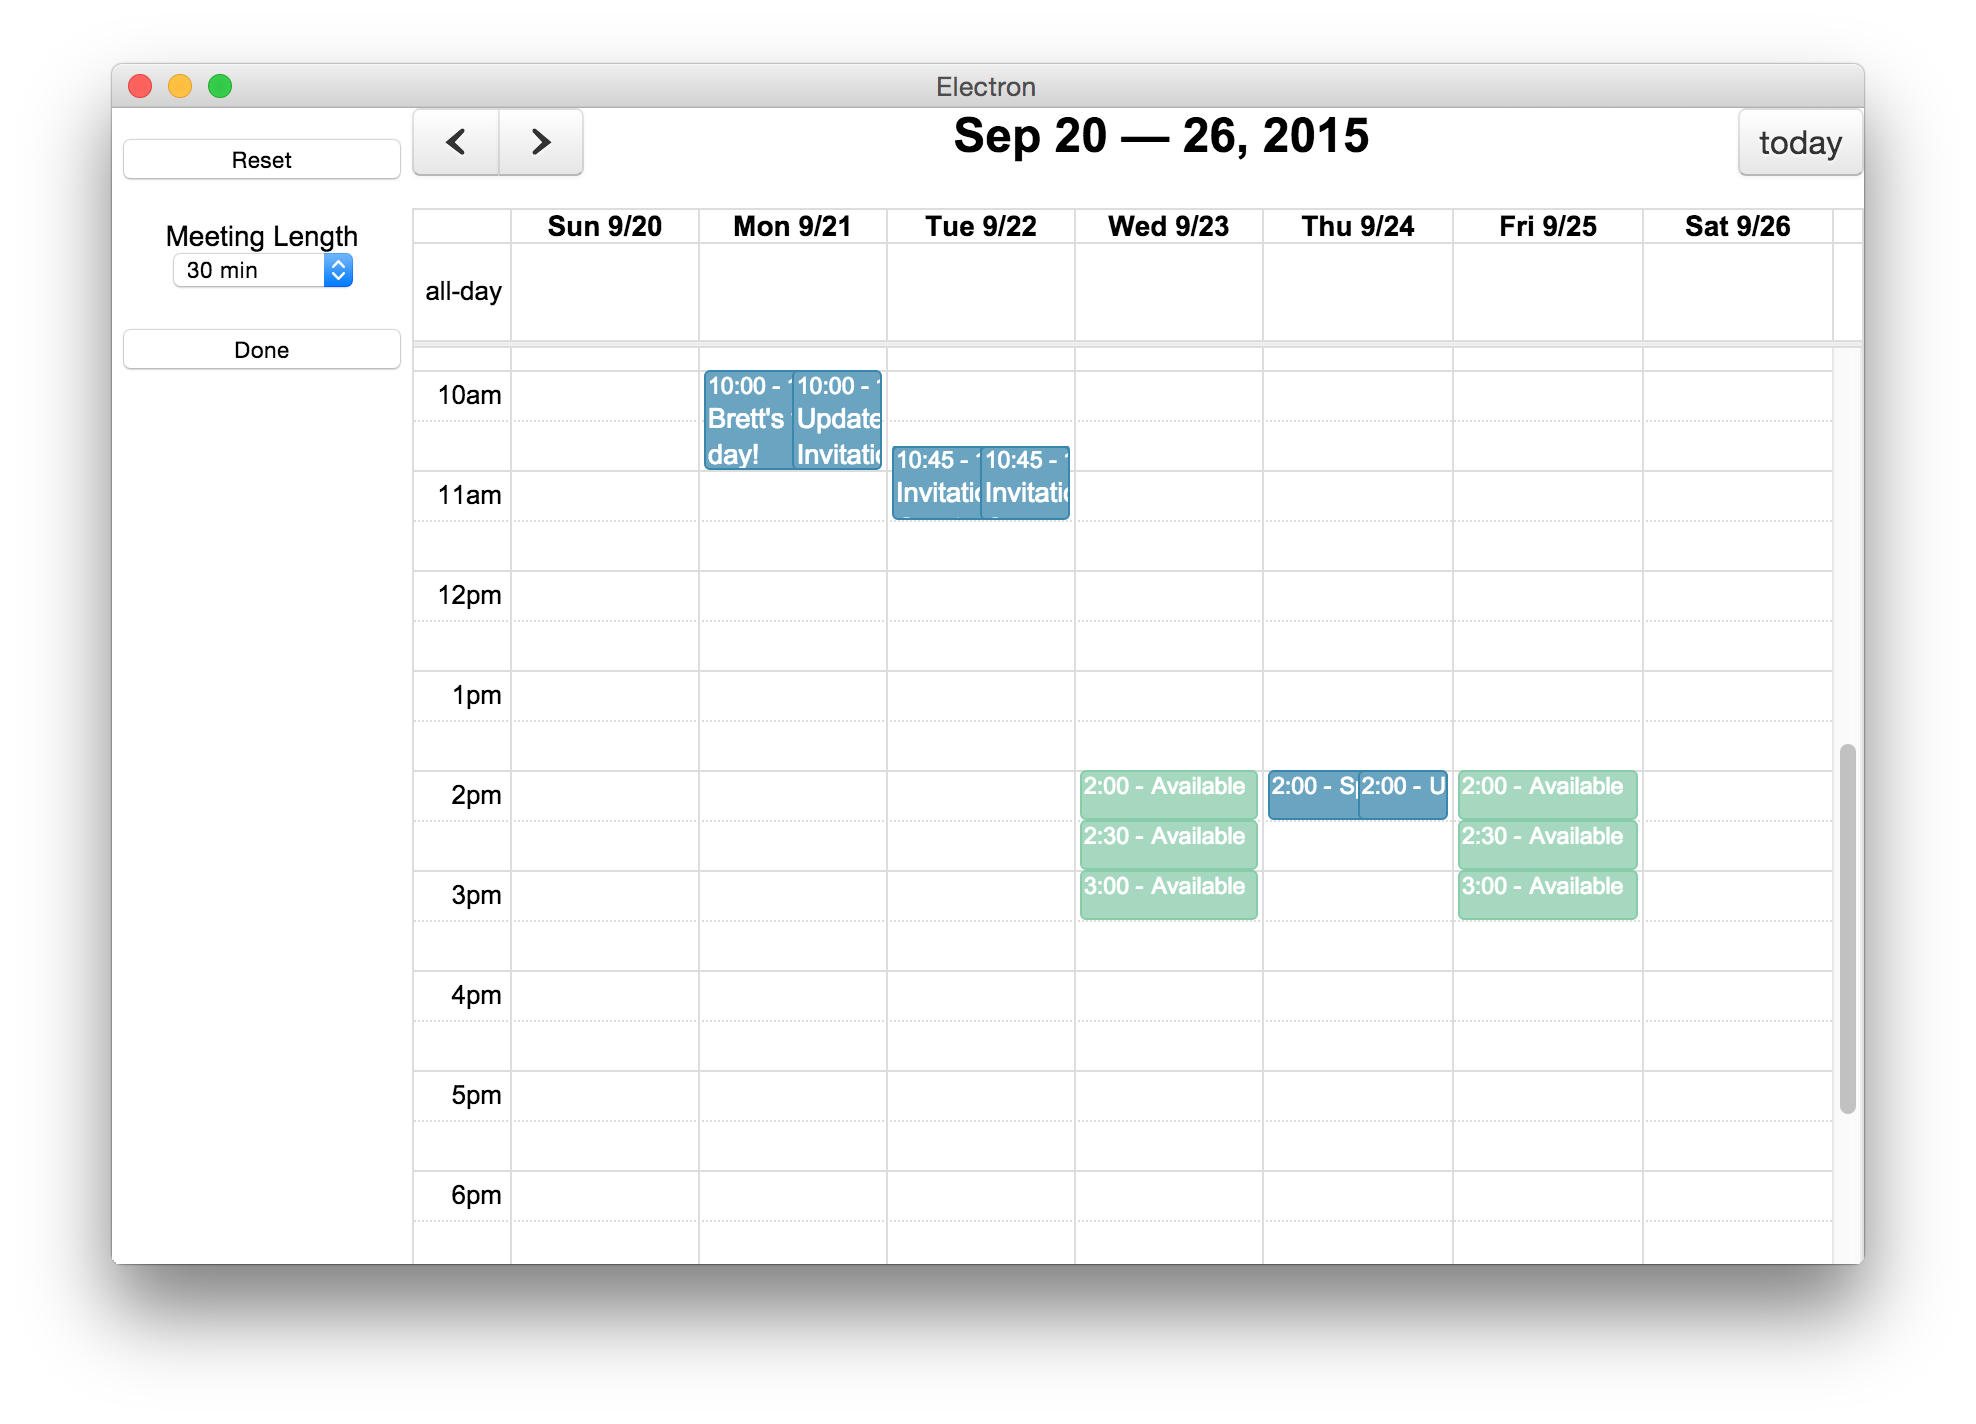 Electron
Reset
Meeting Length
30 min
Done
Sep 20 — 26, 2015
today
Sun 9/20
Mon 9/21
Tue 9/22
Wed 9/23
Thu 9/24
Fri 9/25
Sat 9/26
all-day
10am
11am
12pm
1pm
2pm
3pm
4pm
5pm
6pm
10:00 -
Brett's
day!
10:00 -
Update
10:45 -
10:45 -
2:00 - Available
2:30 - Available
3:00 - Available
2:00 -
2:00 - U
2:00 - Available
2:30 - Available
3:00 - Available